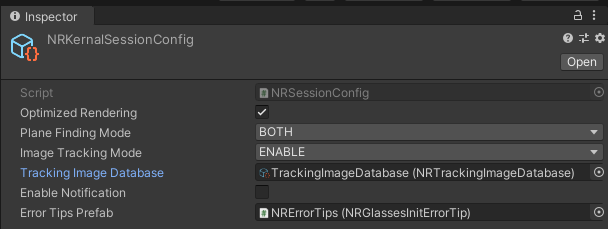 Inspector
NRKernalSessionConfig
Open
Script NRSessionConfig
Optimized Rendering
Plane Finding Mode BOTH
Image Tracking Mode ENABLE
Tracking Image Database TrackingImageDatabase (NRTrackingImageDatabase)
Enable Notification
Error Tips Prefab NRErrorTips (NRGlassesInitErrorTip)